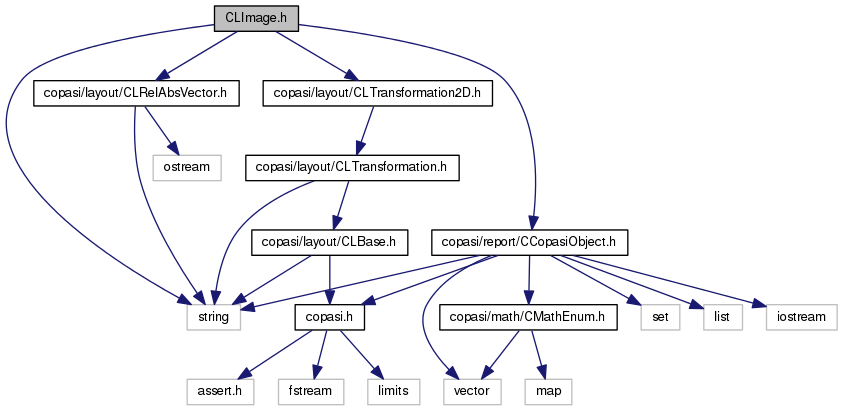 CLImage.h
copasi/layout/CLRelAbsVector.h
copasi/layout/CLTransformation2D.h
ostream
copasi/layout/CLTransformation.h
copasi/layout/CLBase.h
copasi/report/CCopasiObject.h
string
copasi.h
copasi/math/CMathEnum.h
set
list
iostream
assert.h
fstream
limits
vector
map